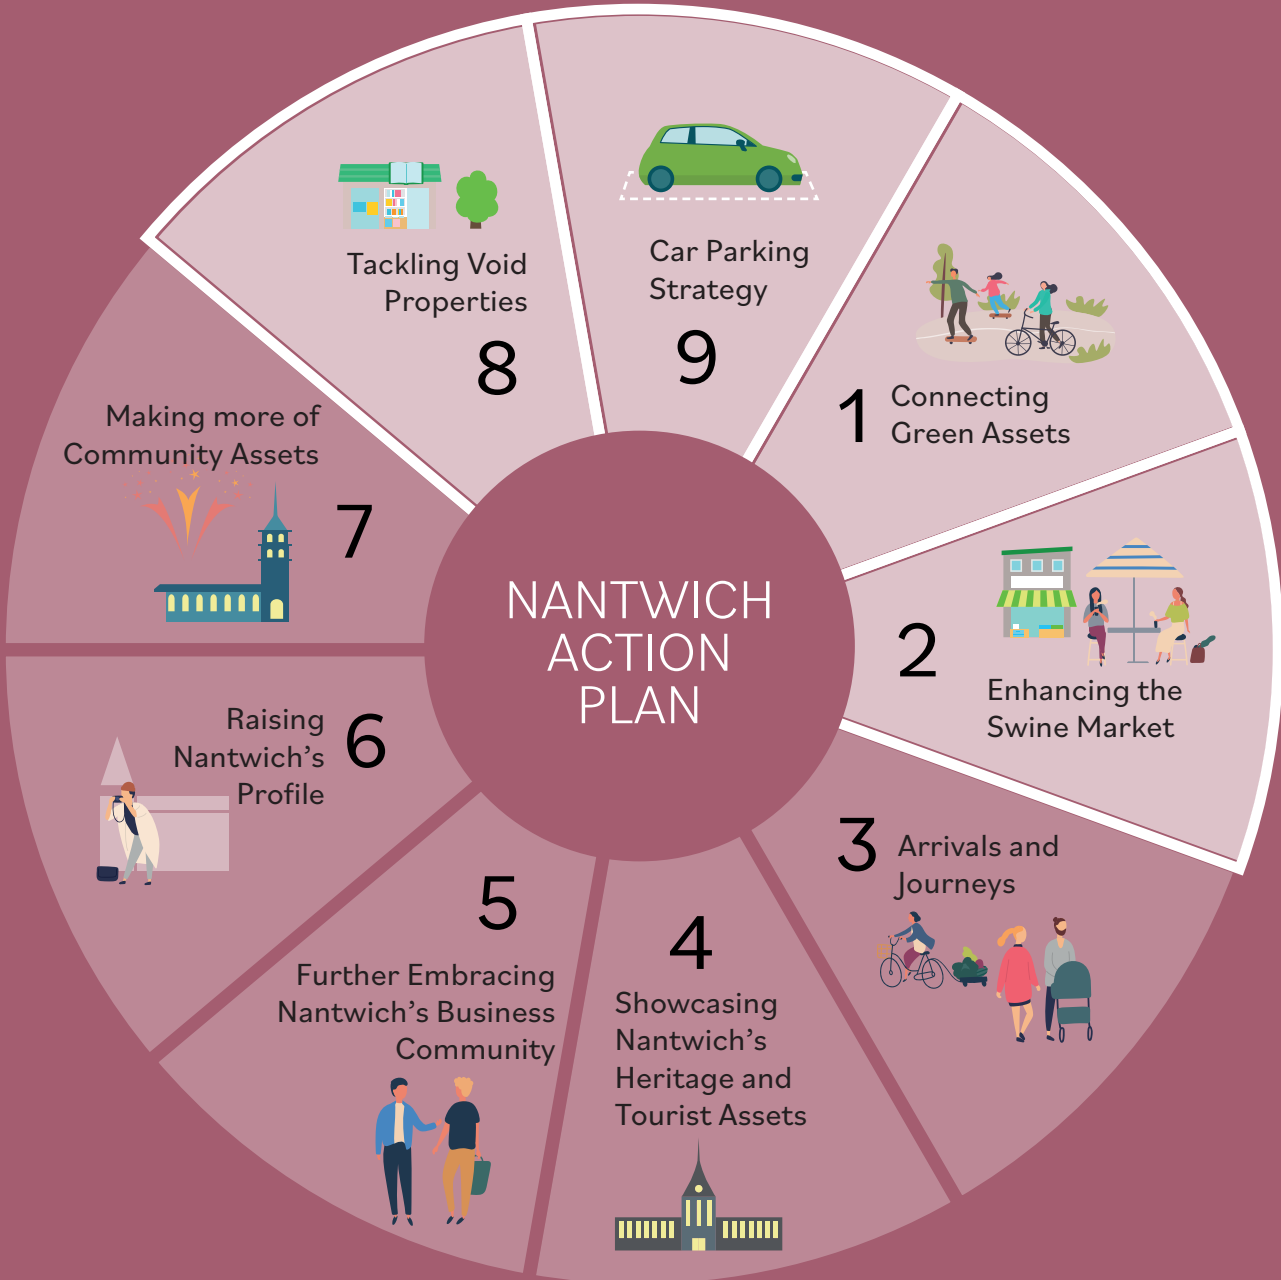 NANTWICH
ACTION
PLAN
1
Connecting
Green Assets
2
Enhancing the
Swine Market
3
Arrivals and
Journeys
4
Showcasing
Nantwich’s
Heritage and
Tourist Assets
5
Further Embracing
Nantwich’s Business
Community
6
Raising
Nantwich’s
Profile
7
Making more of
Community Assets
8
Tackling Void
Properties
9
Car Parking
Strategy